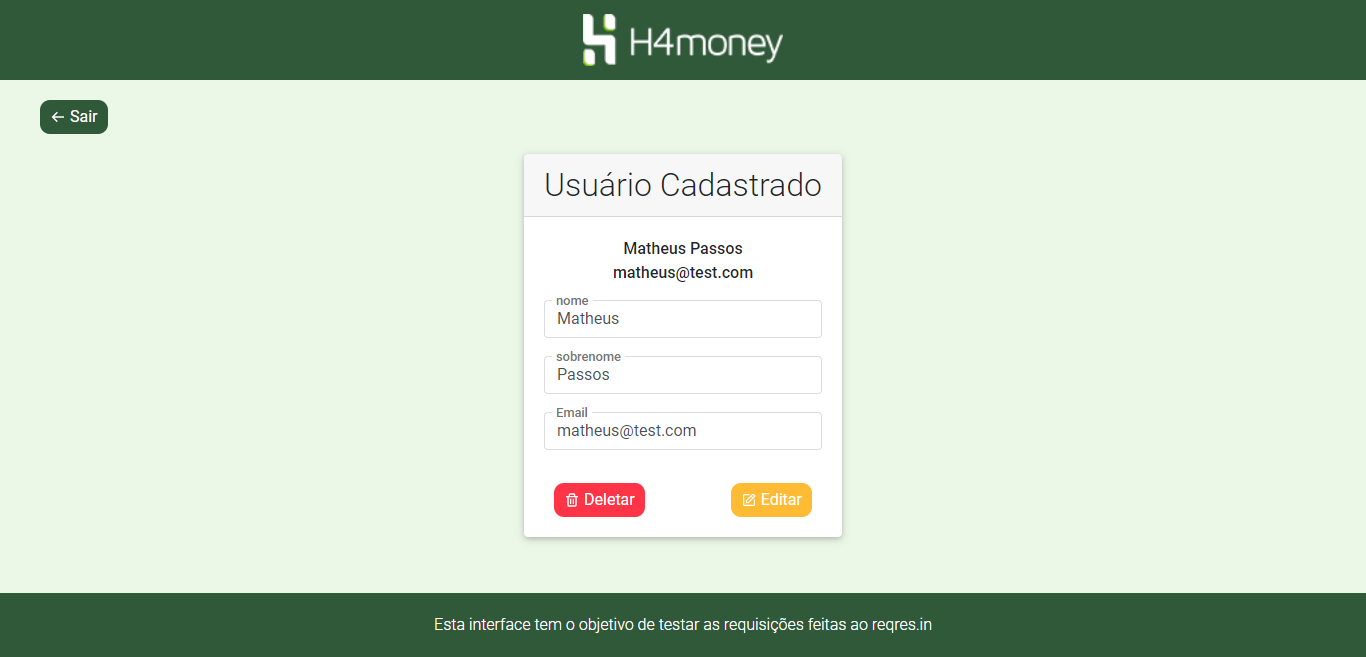 H4money
Sair
Usuário Cadastrado
Matheus Passos
matheus@test.com
nome
Matheus
sobrenome
Passos
Email
matheus@test.com
Deletar
Editar
Esta interface tem o objetivo de testar as requisições feitas ao reqres.in